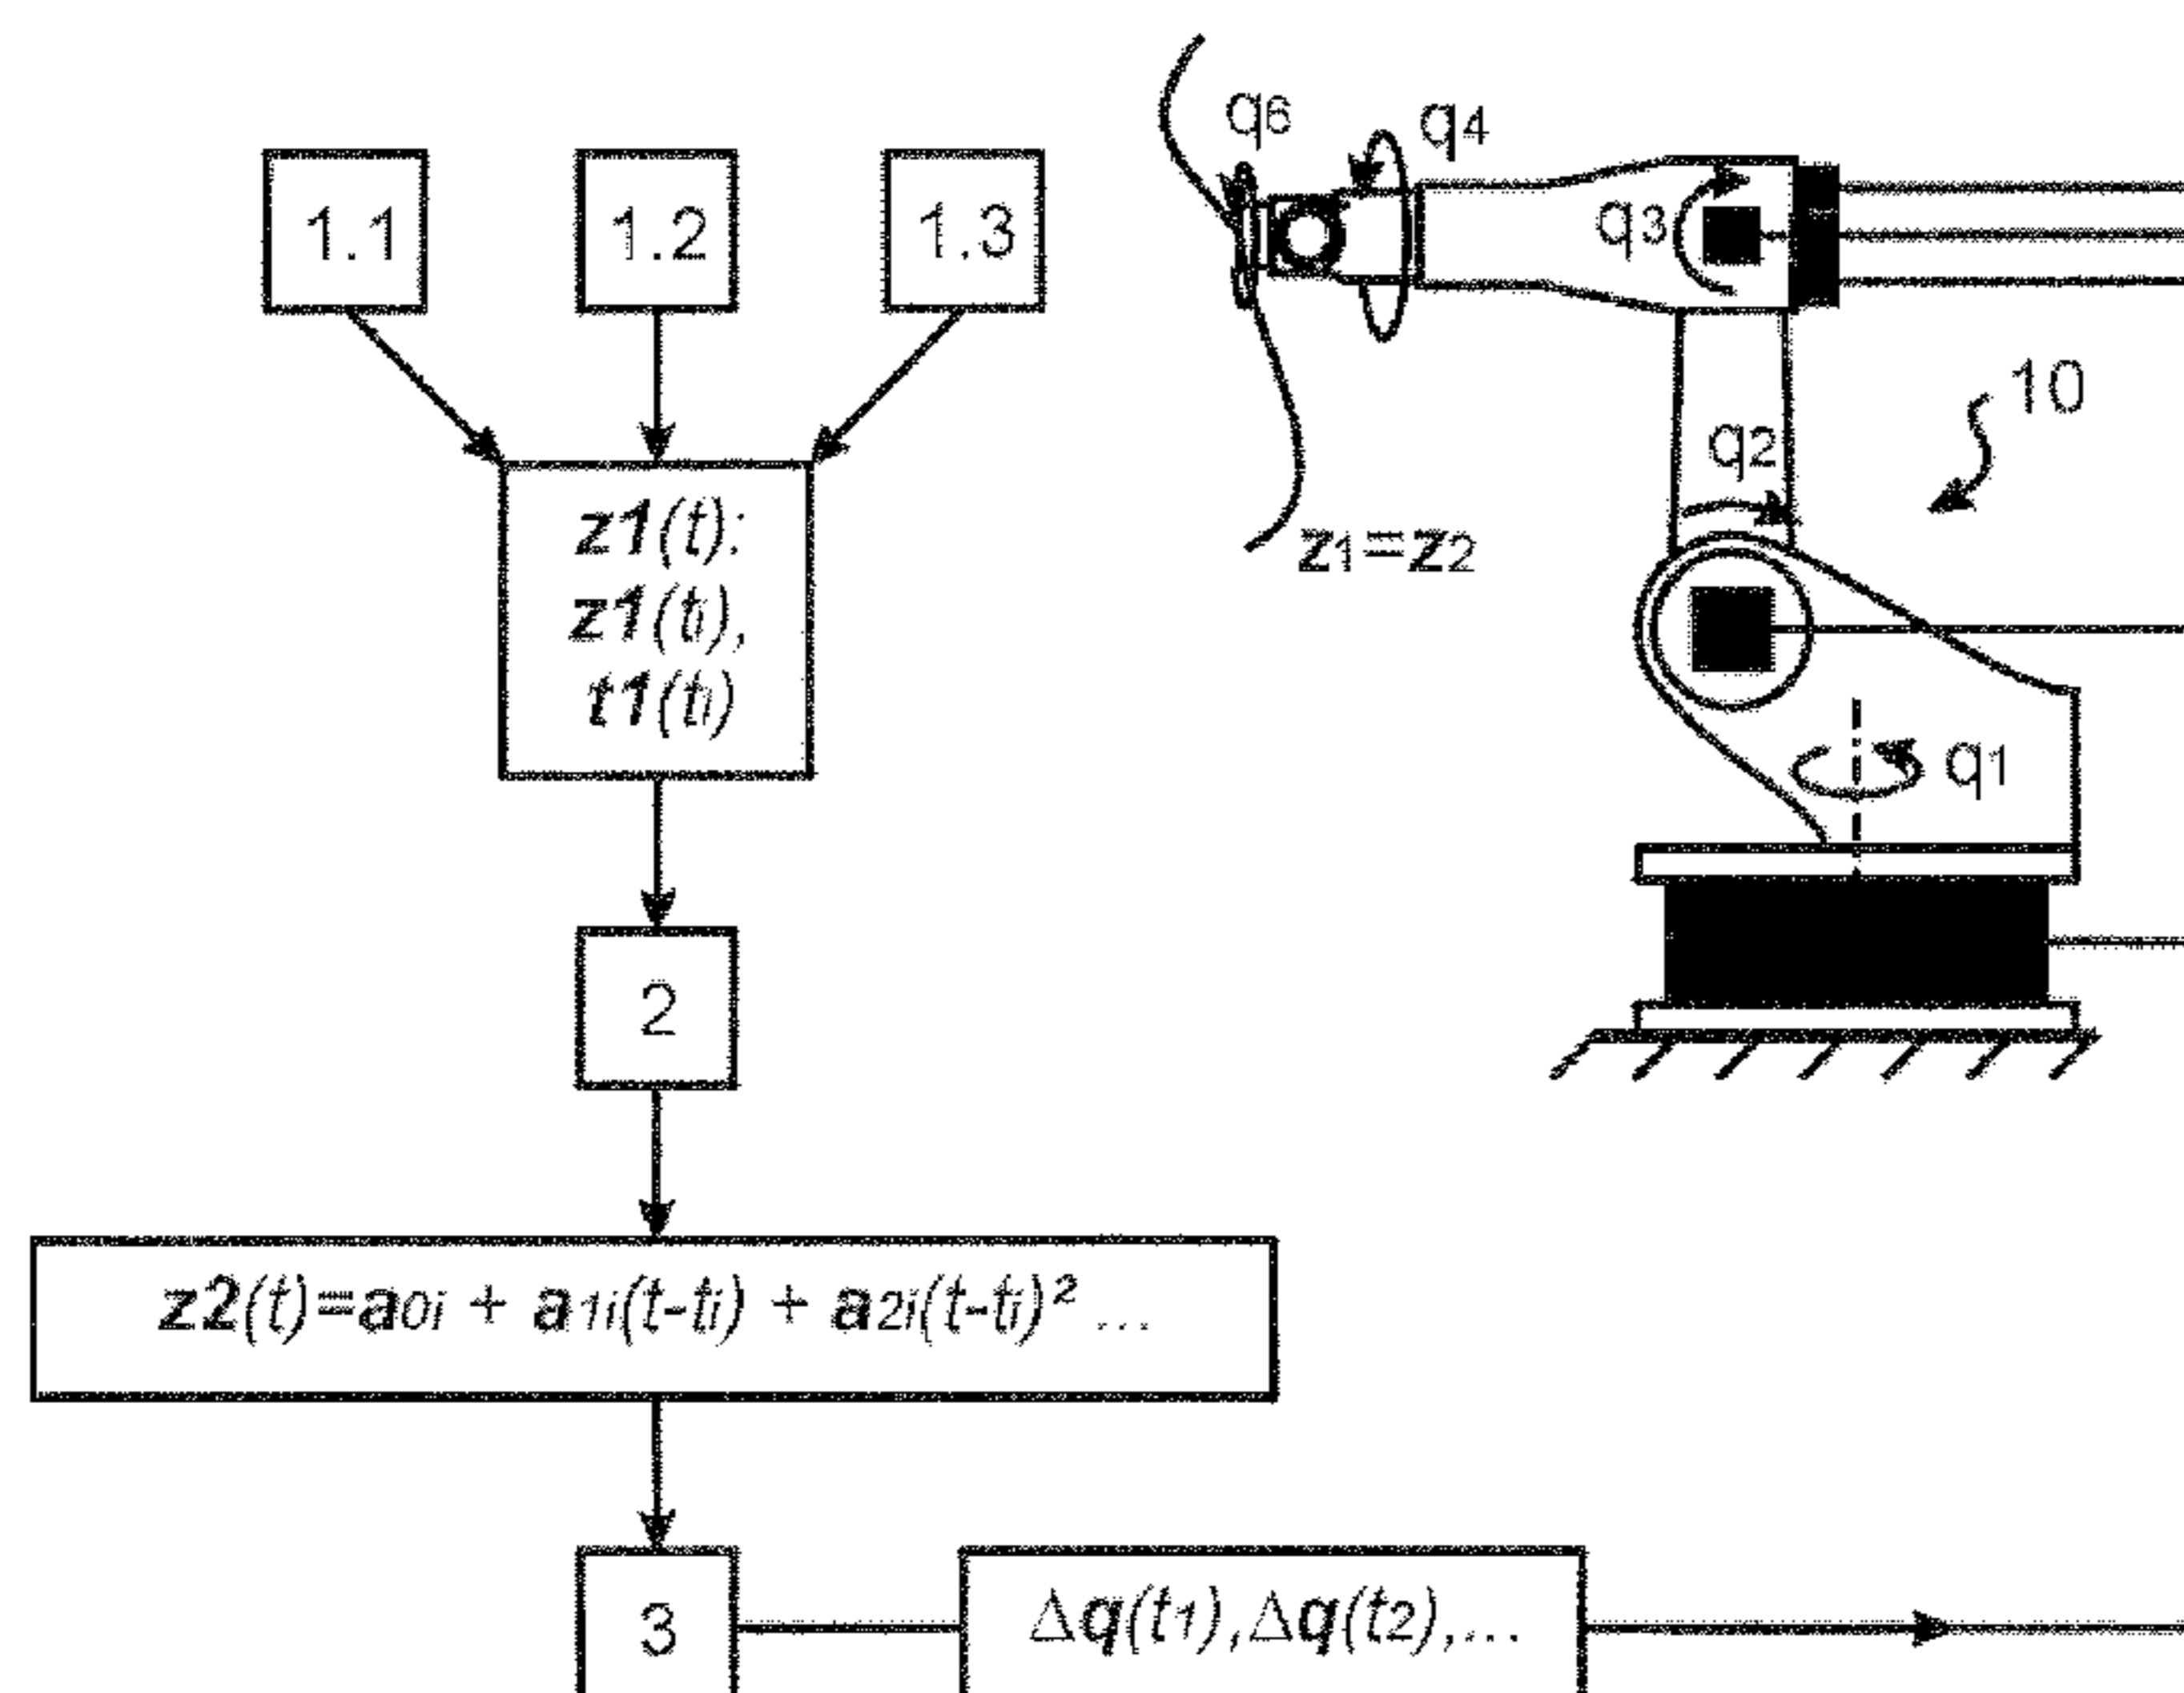 1.1
1.2
1.3
z1(t):
z1(ti),
t1(ti)
2
z2(t)=a0i + a1i(t-ti) + a2i(t-ti)² ...
3
Δq(t1),Δq(t2),...
q6
q4
q3
10
q2
z1=z2
q1